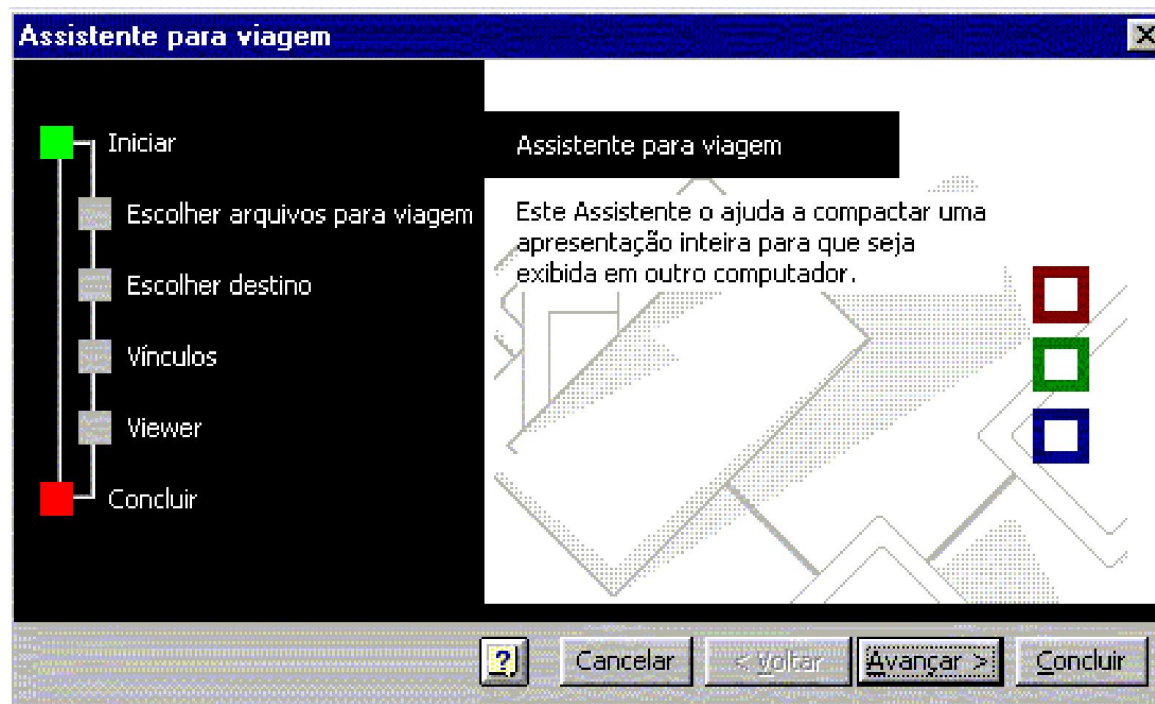 Assistente para viagem
Iniciar
Escolher arquivos para viagem
Escolher destino
Vínculos
Viewer
Concluir
Assistente para viagem
Este Assistente o ajuda a compactar uma
apresentação inteira para que seja
exibida em outro computador.
? Cancelar < Voltar Avançar > Concluir